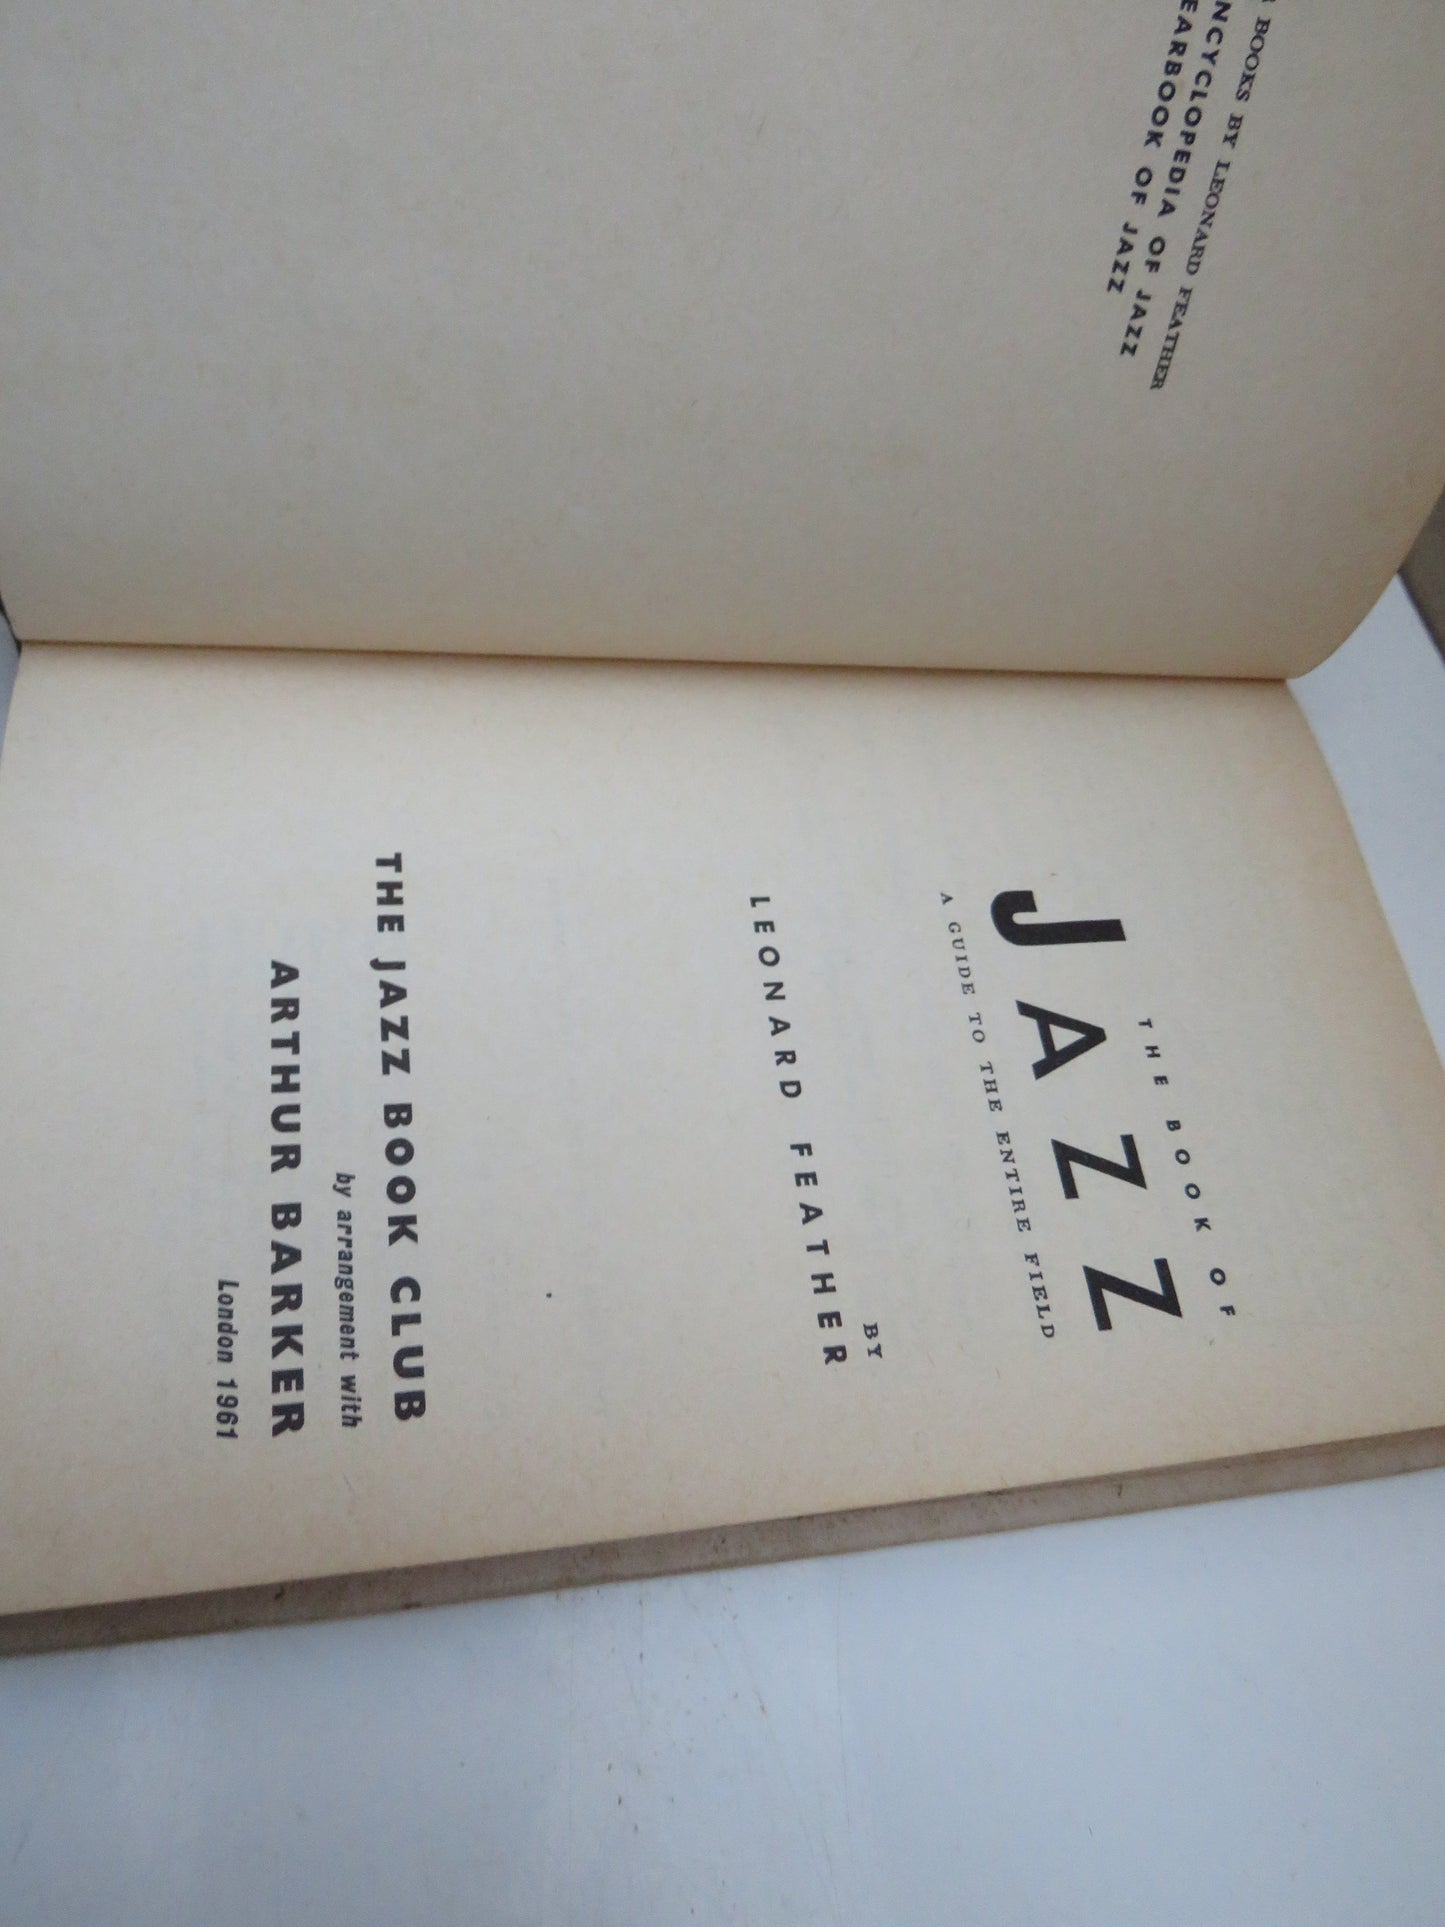 BOOKS BY LEONARD FEATHER
NCYCLOPEDIA OF JAZZ
EARBOOK OF JAZZ
THE BOOK OF
JAZZ
A GUIDE TO THE ENTIRE FIELD
BY
LEONARD FEATHER
THE JAZZ BOOK CLUB
by arrangement with
ARTHUR BARKER
London 1961